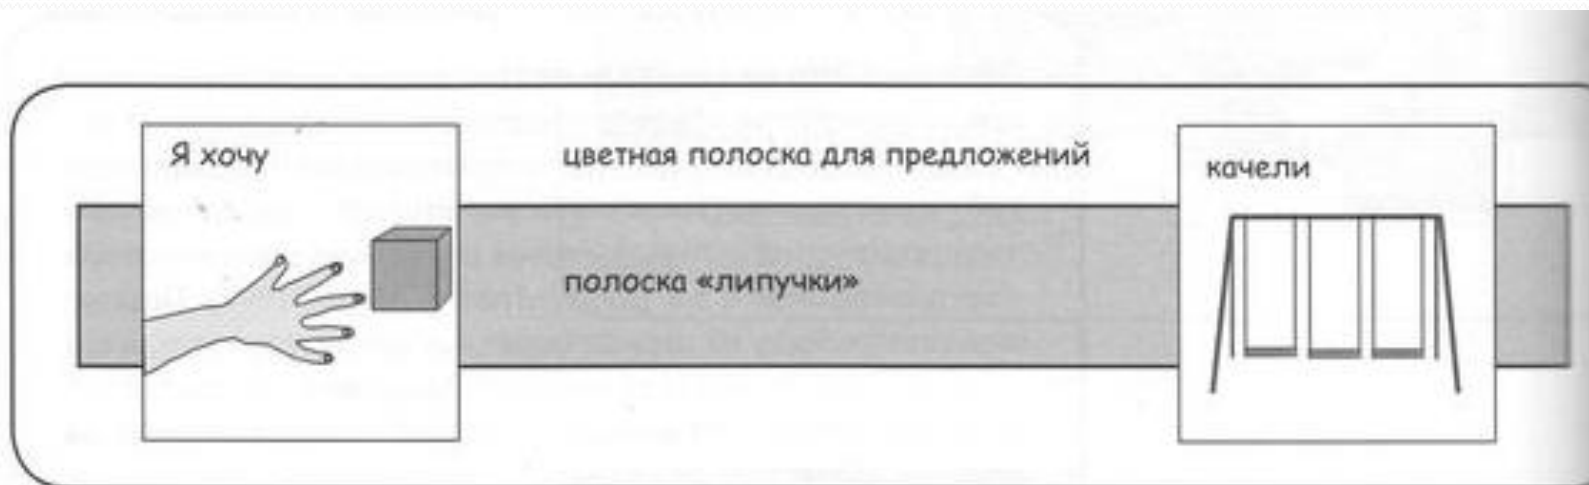 Я хочу
цветная полоска для предложений
качели
полоска «липучки»